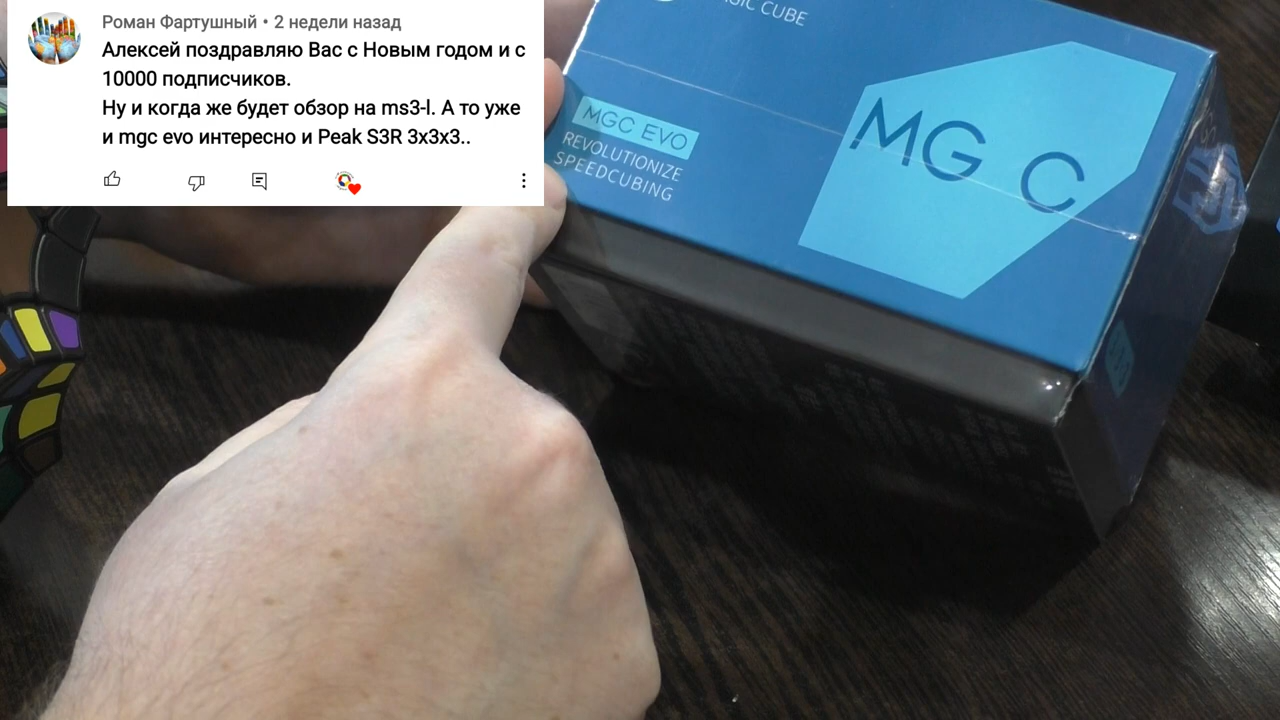 Роман Фартушный • 2 недели назад
Алексей поздравляю Вас с Новым годом и с
10000 подписчиков.
Ну и когда же будет обзор на ms3-l. А то уже
и mgc evo интересно и Peak S3R 3x3x3..
CUBE
MGC EVO
REVOLUTIONIZE
SPEEDCUBING
MG C